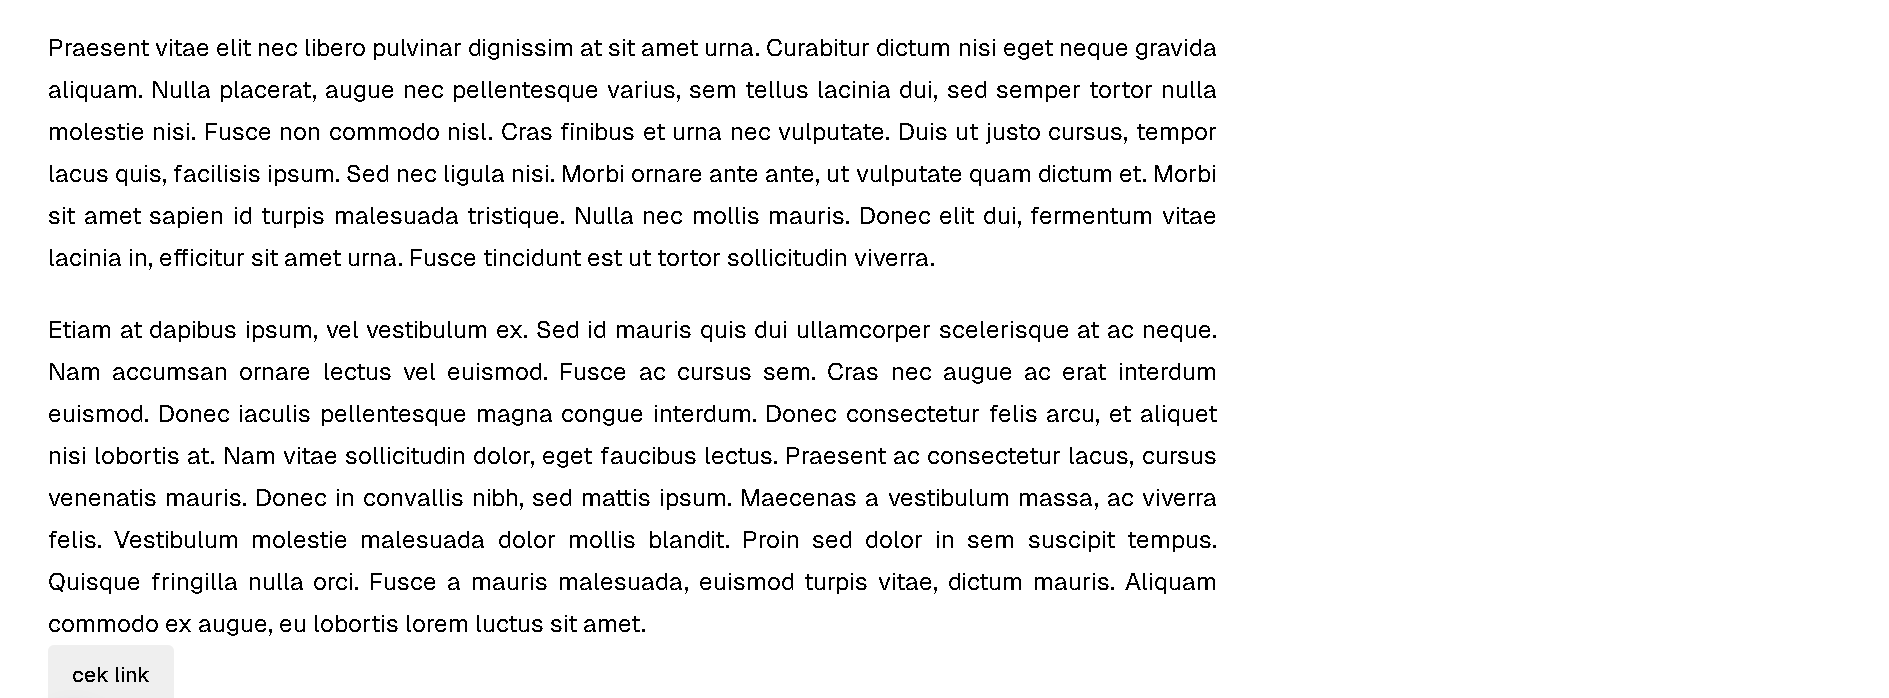 Praesent vitae elit nec libero pulvinar dignissim at sit amet urna. Curabitur dictum nisi eget neque gravida
aliquam. Nulla placerat, augue nec pellentesque varius, sem tellus lacinia dui, sed semper tortor nulla
molestie nisi. Fusce non commodo nisl. Cras finibus et urna nec vulputate. Duis ut justo cursus, tempor
lacus quis, facilisis ipsum. Sed nec ligula nisi. Morbi ornare ante ante, ut vulputate quam dictum et. Morbi
sit amet sapien id turpis malesuada tristique. Nulla nec mollis mauris. Donec elit dui, fermentum vitae
lacinia in, efficitur sit amet urna. Fusce tincidunt est ut tortor sollicitudin viverra.
Etiam at dapibus ipsum, vel vestibulum ex. Sed id mauris quis dui ullamcorper scelerisque at ac neque.
Nam accumsan ornare lectus vel euismod. Fusce ac cursus sem. Cras nec augue ac erat interdum
euismod. Donec iaculis pellentesque magna congue interdum. Donec consectetur felis arcu, et aliquet
nisi lobortis at. Nam vitae sollicitudin dolor, eget faucibus lectus. Praesent ac consectetur lacus, cursus
venenatis mauris. Donec in convallis nibh, sed mattis ipsum. Maecenas a vestibulum massa, ac viverra
felis. Vestibulum molestie malesuada dolor mollis blandit. Proin sed dolor in sem suscipit tempus.
Quisque fringilla nulla orci. Fusce a mauris malesuada, euismod turpis vitae, dictum mauris. Aliquam
commodo ex augue, eu lobortis lorem luctus sit amet.
cek link